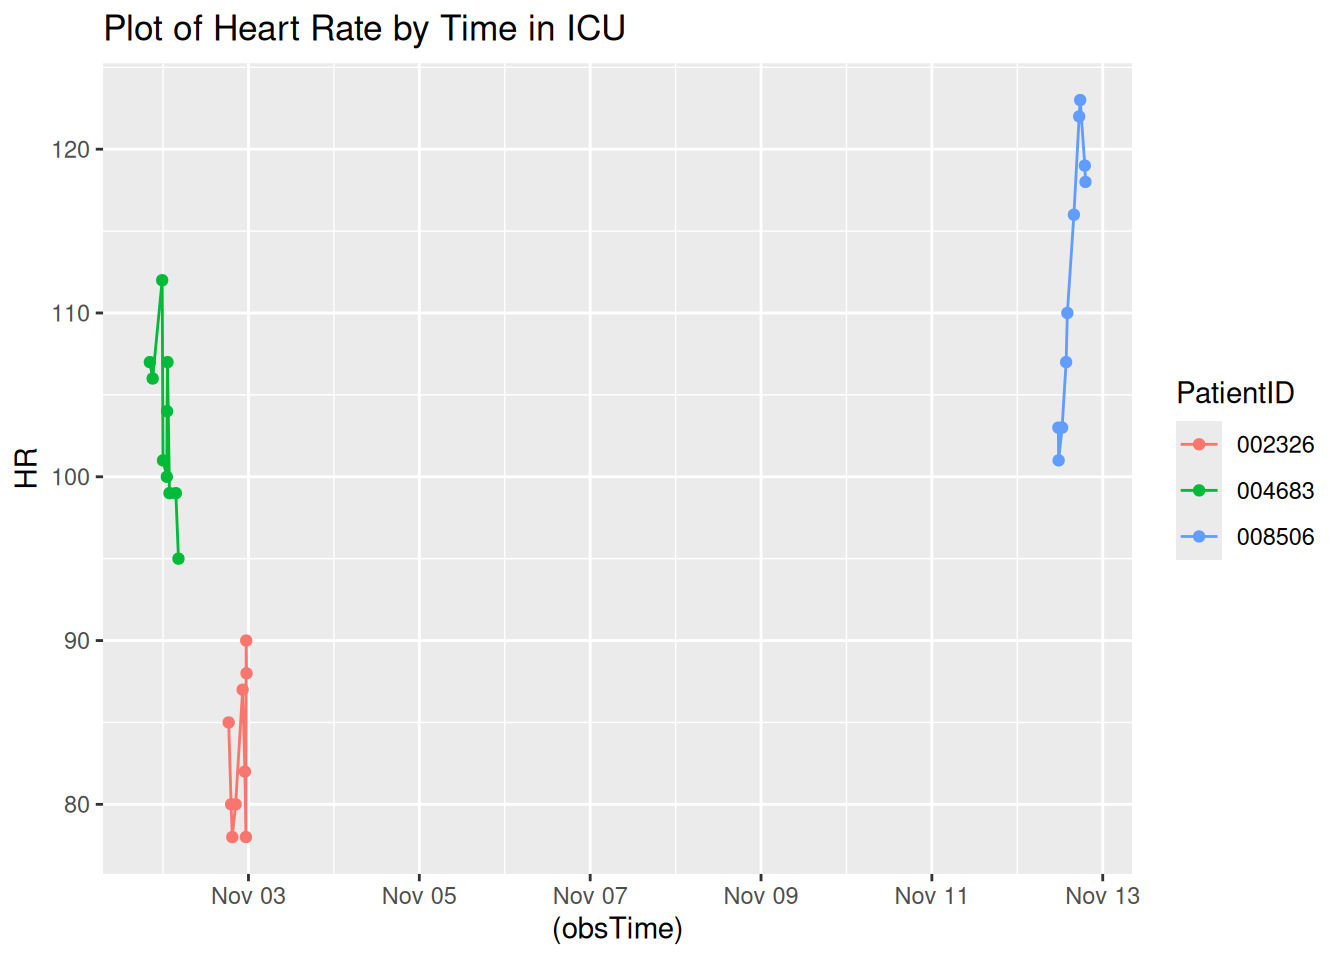 Plot of Heart Rate by Time in ICU
120
110
100
90
80
HR
Nov 03 Nov 05 Nov 07 Nov 09 Nov 11 Nov 13
(obsTime)
PatientID
002326
004683
008506